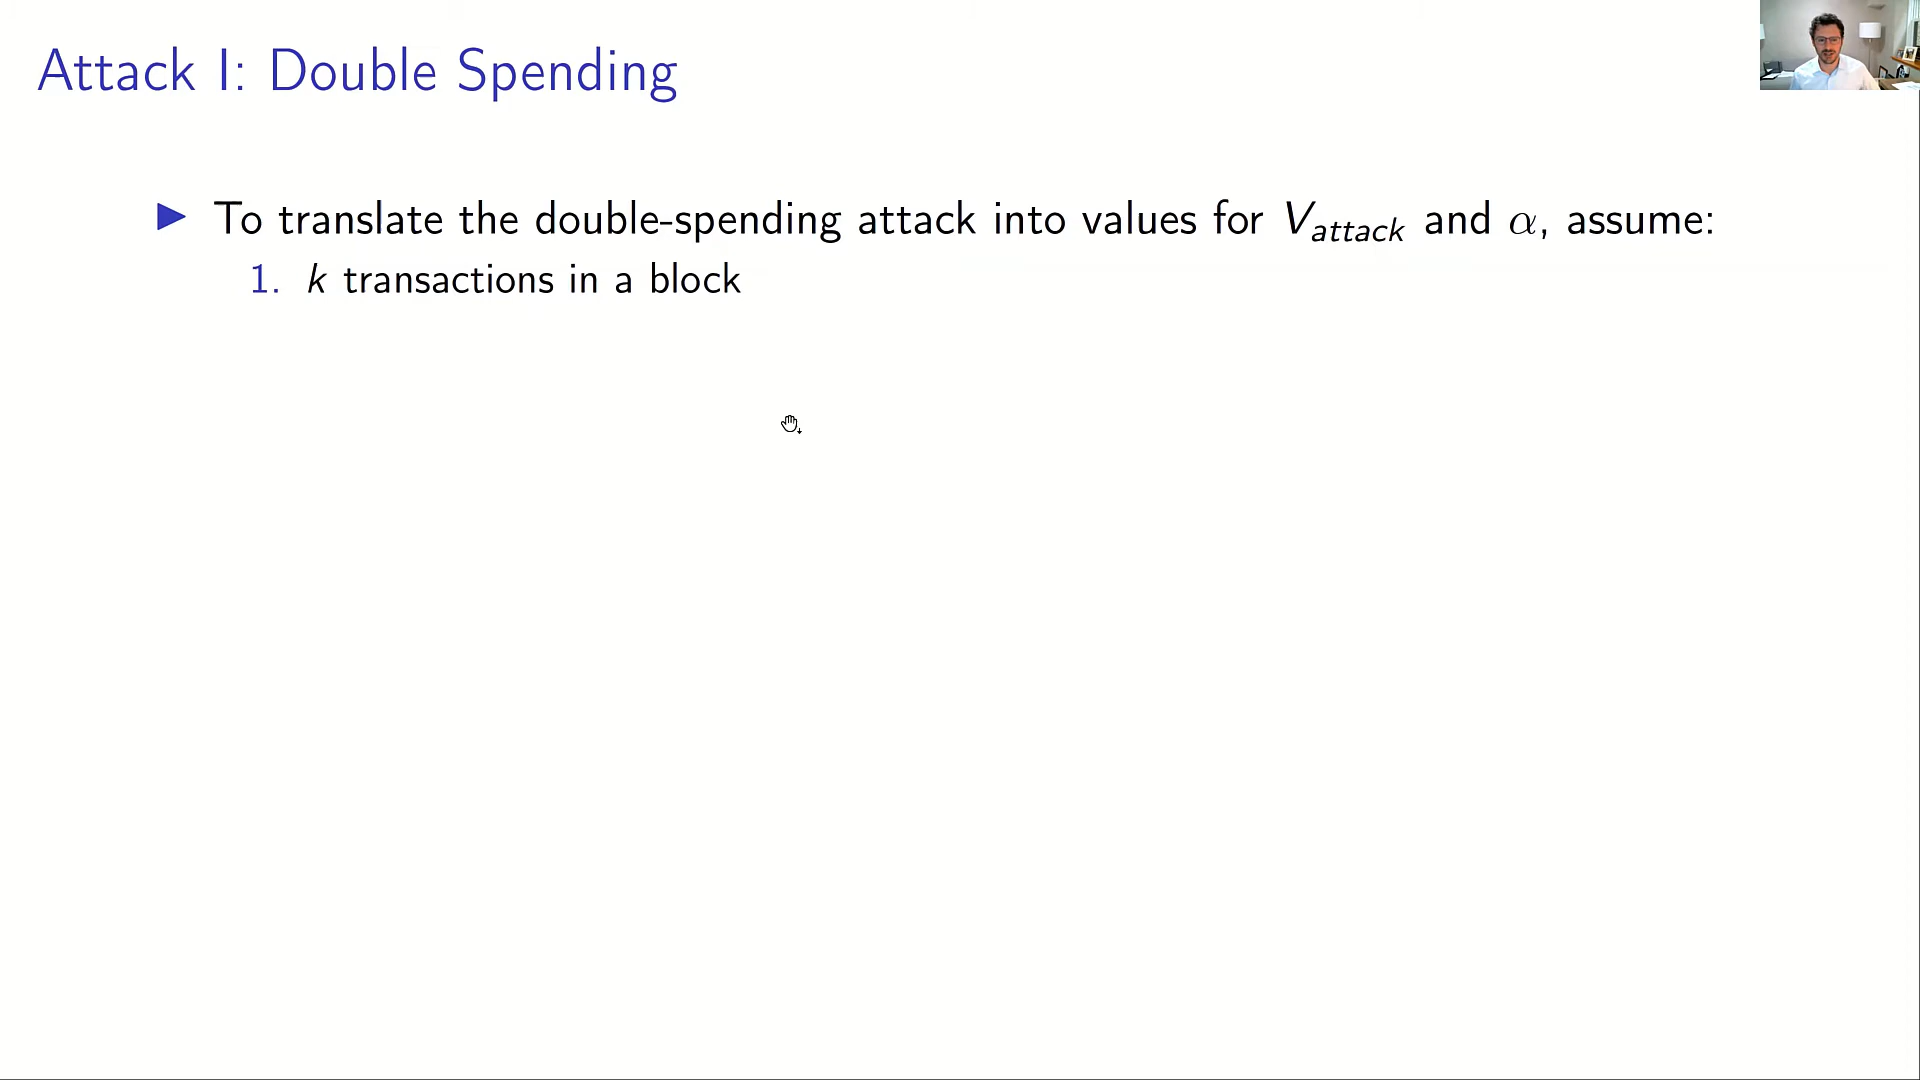 Attack I: Double Spending
▶ To translate the double-spending attack into values for V_attack and α, assume:
1. k transactions in a block